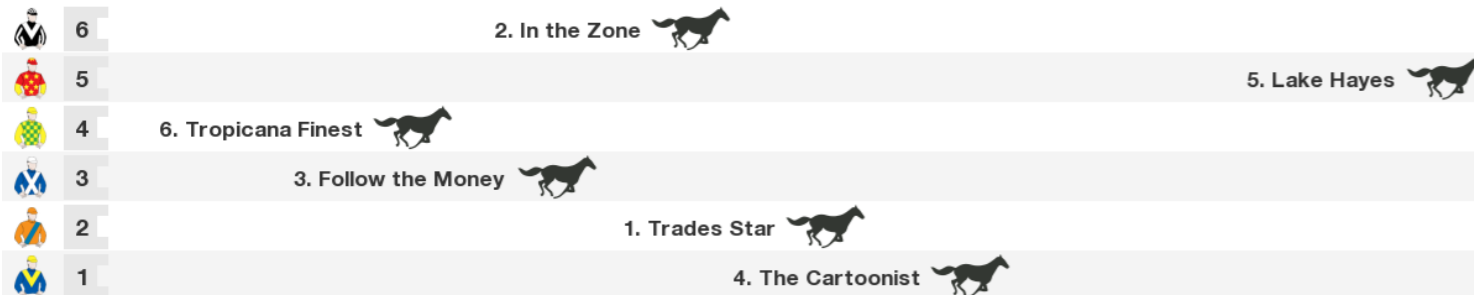 6 2. In the Zone
5 5. Lake Hayes
4 6. Tropicana Finest
3 3. Follow the Money
2 1. Trades Star
1 4. The Cartoonist